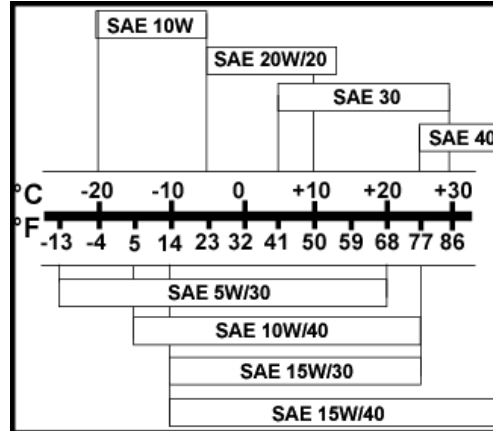 SAE 10W
SAE 20W/20
SAE 30
SAE 40
°C -20 -10 0 +10 +20 +30
°F -13 -4 5 14 23 32 41 50 59 68 77 86
SAE 5W/30
SAE 10W/40
SAE 15W/30
SAE 15W/40